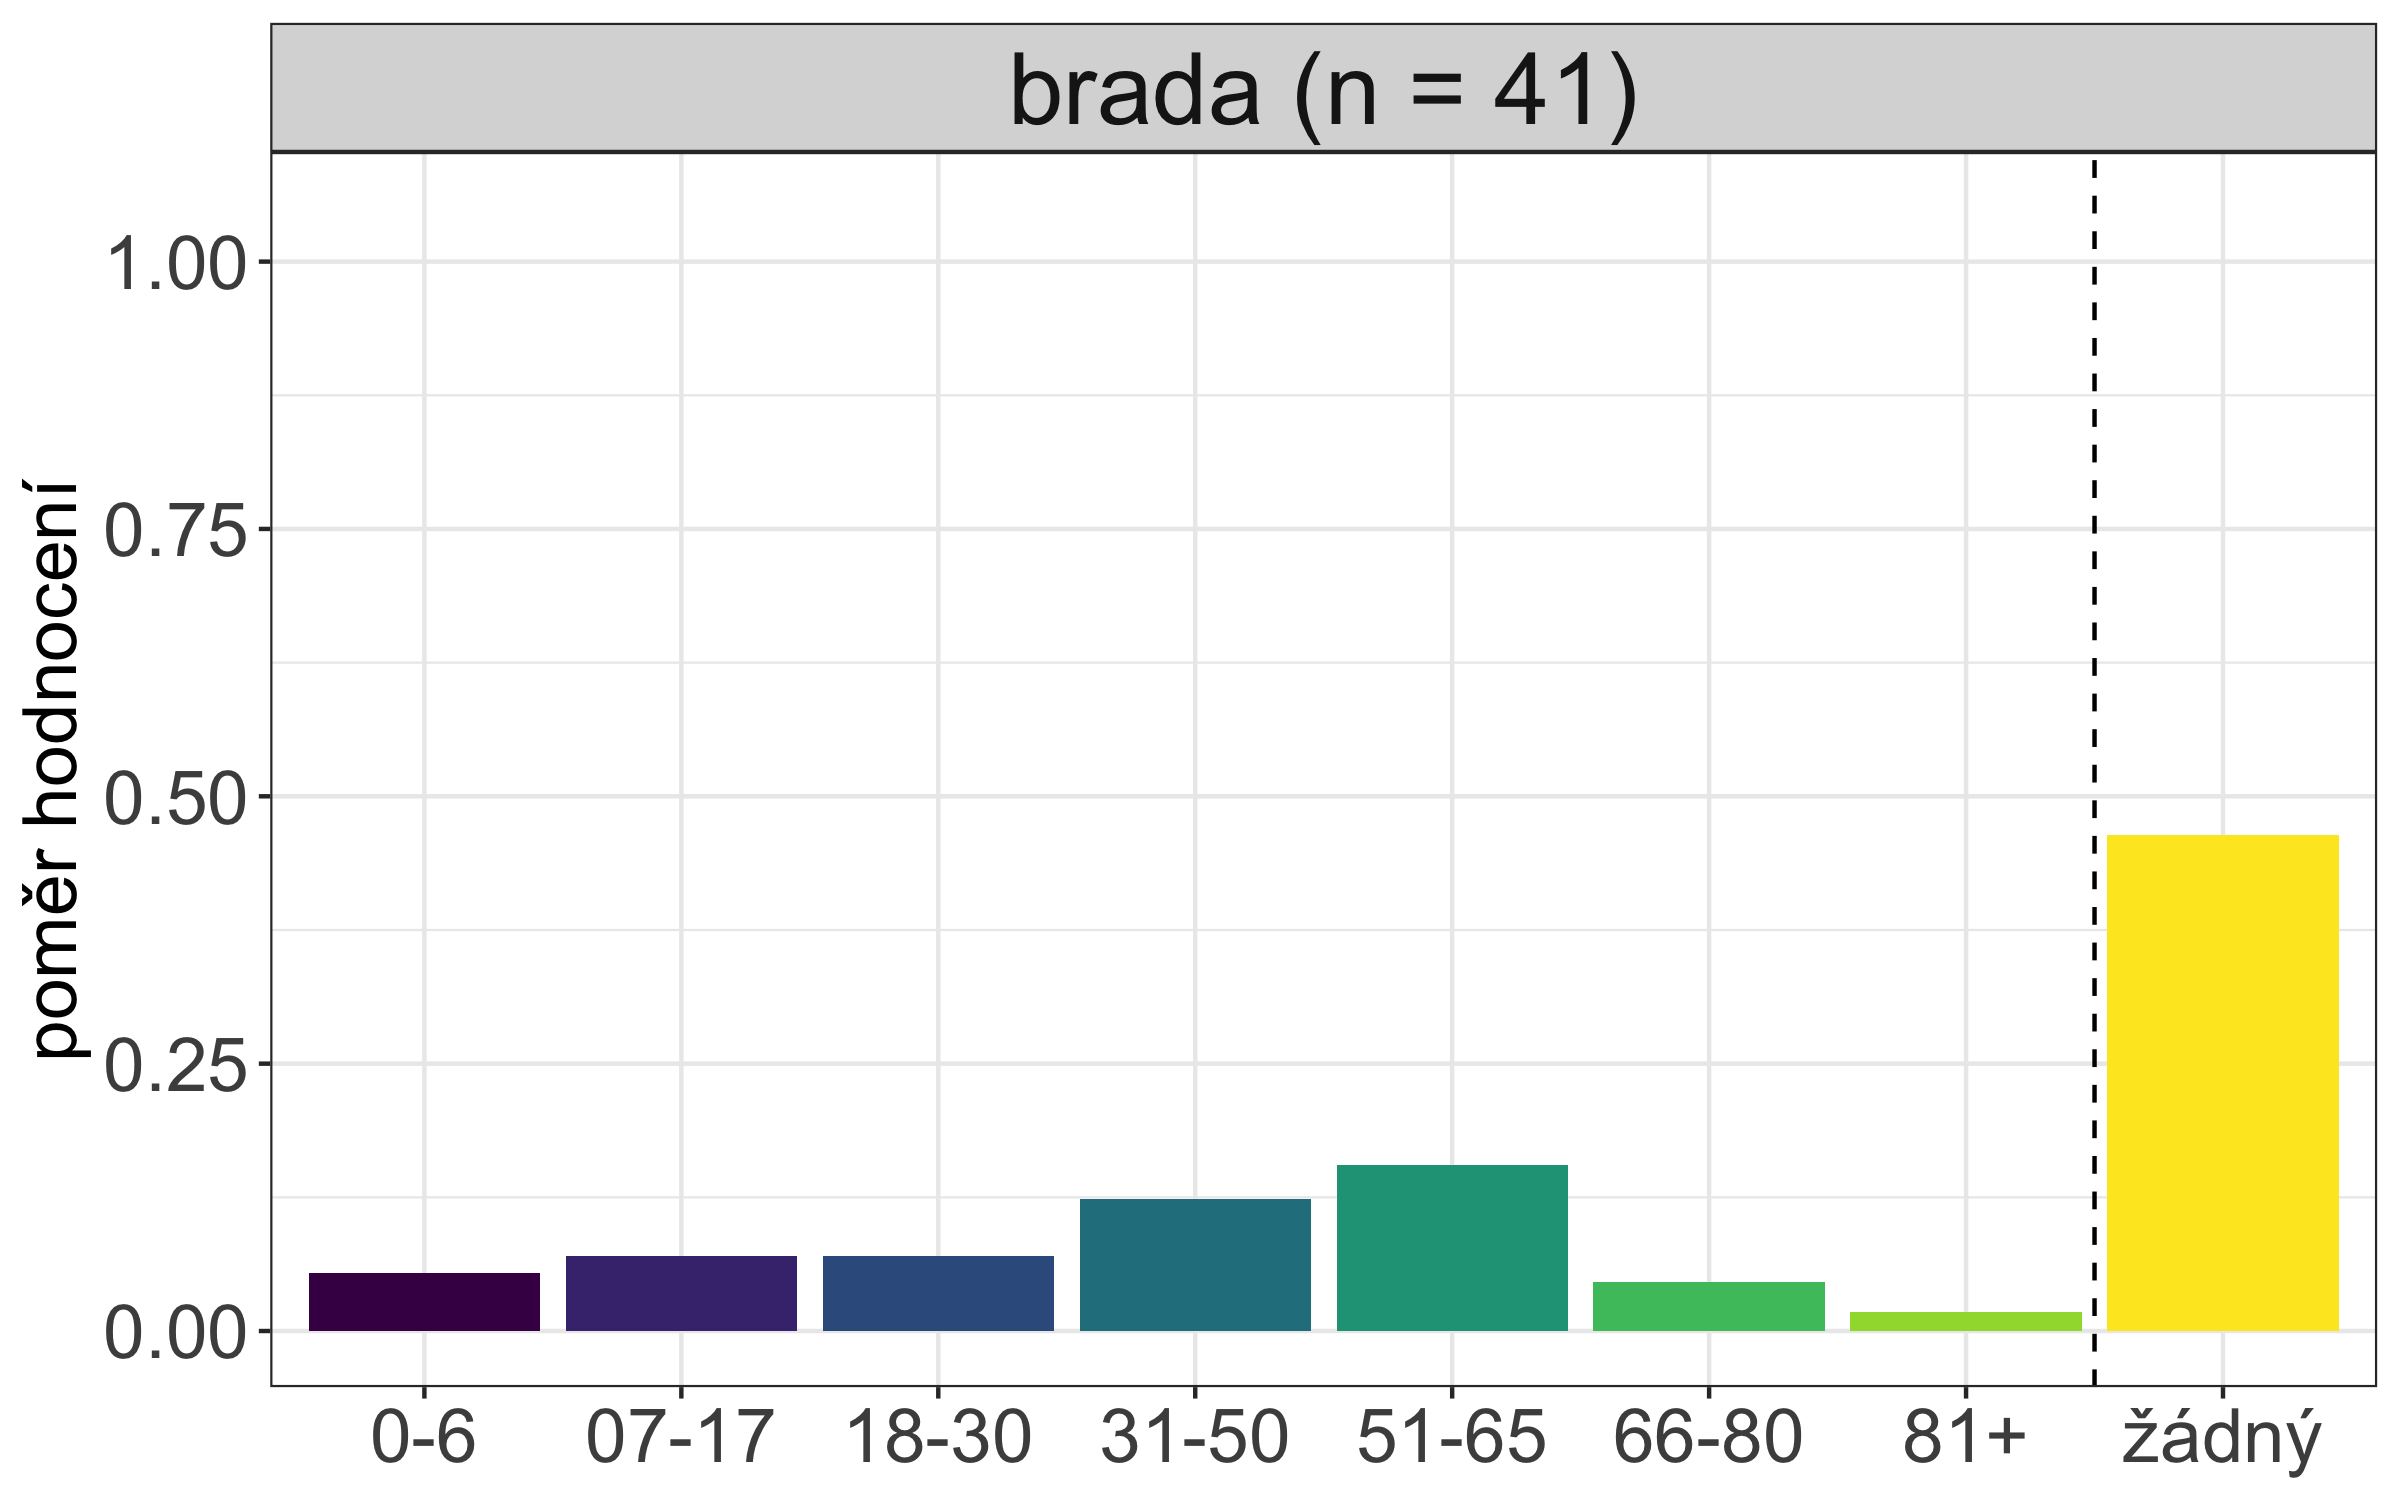 brada (n = 41)
poměr hodnocení
1.00
0.75
0.50
0.25
0.00
0-6 07-17 18-30 31-50 51-65 66-80 81+ žádný